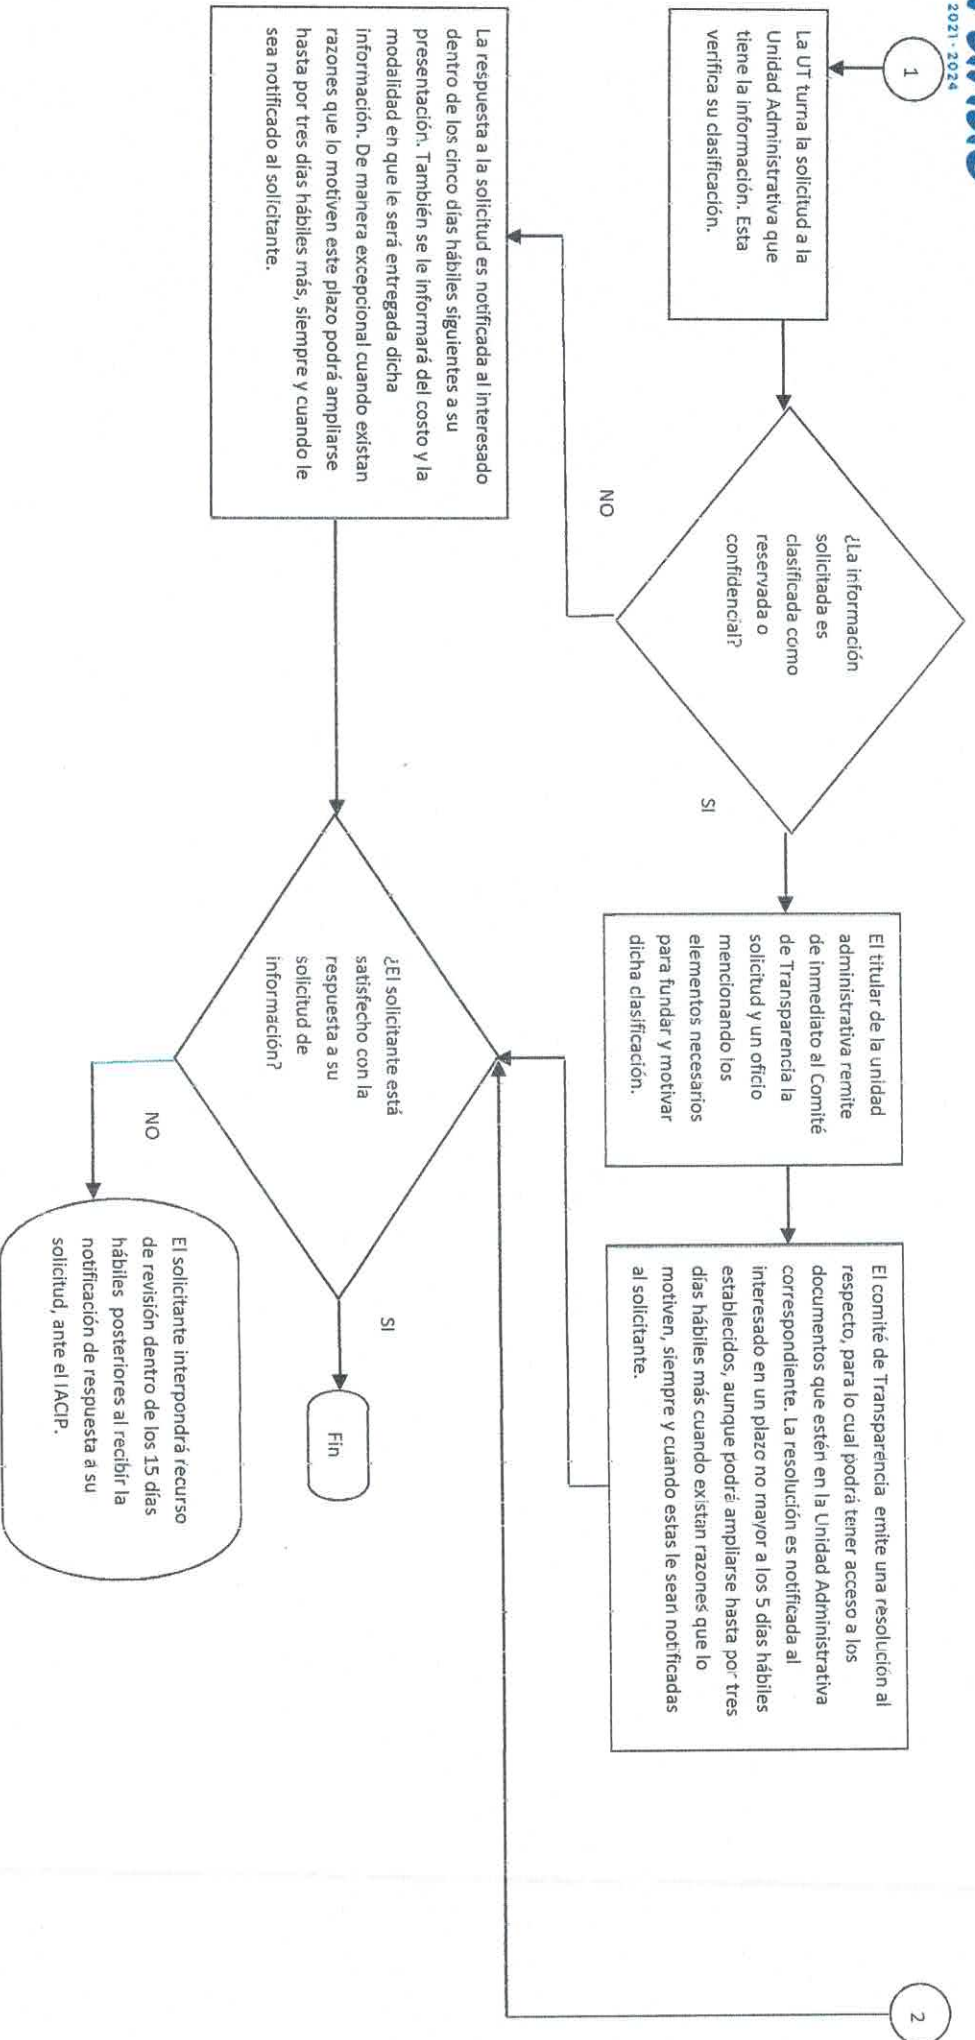 2021-2024
1
La UT turna la solicitud a la
Unidad Administrativa que
tiene la información. Esta
verifica su clasificación.
¿La información
solicitada es
clasificada como
reservada o
confidencial?
SI
El titular de la unidad
administrativa remite
de inmediato al Comité
de Transparencia la
solicitud y un oficio
mencionando los
elementos necesarios
para fundar y motivar
dicha clasificación.
El comité de Transparencia emite una resolución al
respecto, para lo cual podrá tener acceso a los
documentos que estén en la Unidad Administrativa
correspondiente. La resolución es notificada al
interesado en un plazo no mayor a los 5 días hábiles
establecidos, aunque podrá ampliarse hasta por tres
días hábiles más cuando existan razones que lo
motiven, siempre y cuando estas le sean notificadas
al solicitante.
2
NO
La respuesta a la solicitud es notificada al interesado
dentro de los cinco días hábiles siguientes a su
presentación. También se le informará del costo y la
modalidad en que le será entregada dicha
información. De manera excepcional cuando existan
razones que lo motiven este plazo podrá ampliarse
hasta por tres días hábiles más, siempre y cuando le
sea notificado al solicitante.
¿El solicitante está
satisfecho con la
respuesta a su
solicitud de
información?
SI
Fin
NO
El solicitante interpondrá recurso
de revisión dentro de los 15 días
hábiles posteriores al recibir la
notificación de respuesta a su
solicitud, ante el IACIP.